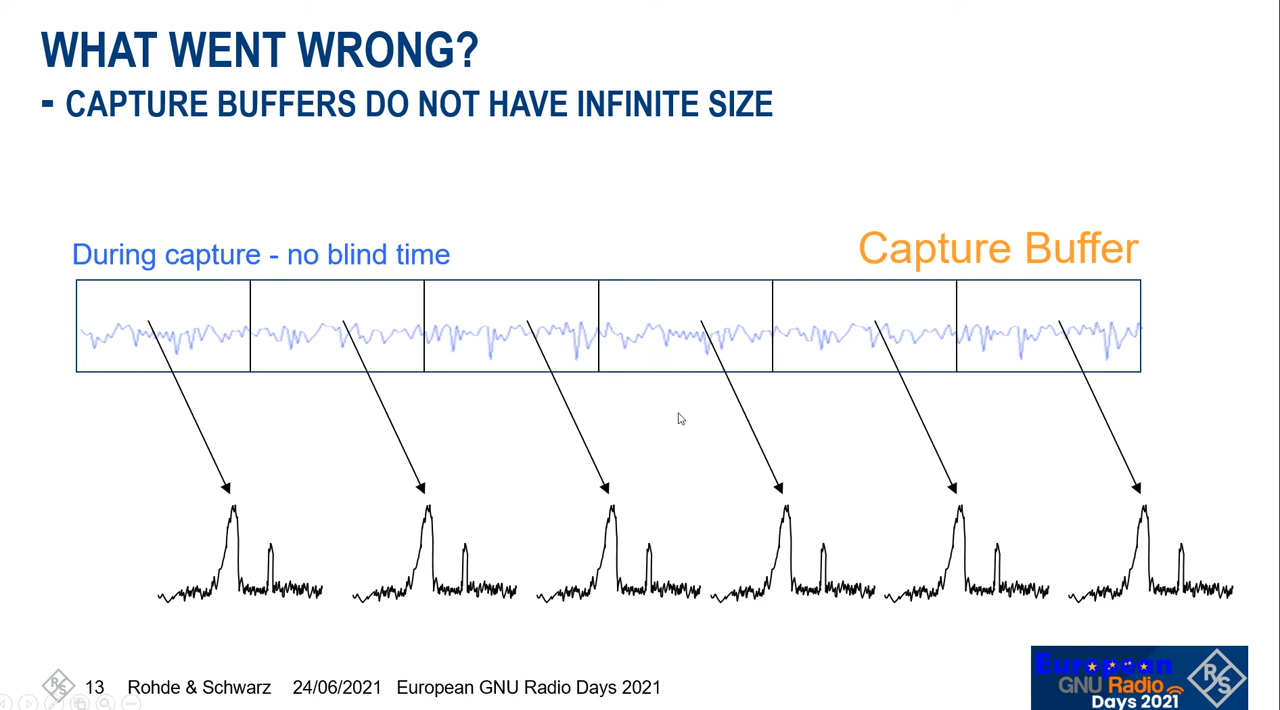 WHAT WENT WRONG?
- CAPTURE BUFFERS DO NOT HAVE INFINITE SIZE
During capture - no blind time
Capture Buffer
R&S 13 Rohde & Schwarz 24/06/2021 European GNU Radio Days 2021
European
GNU Radio
Days 2021
R&S